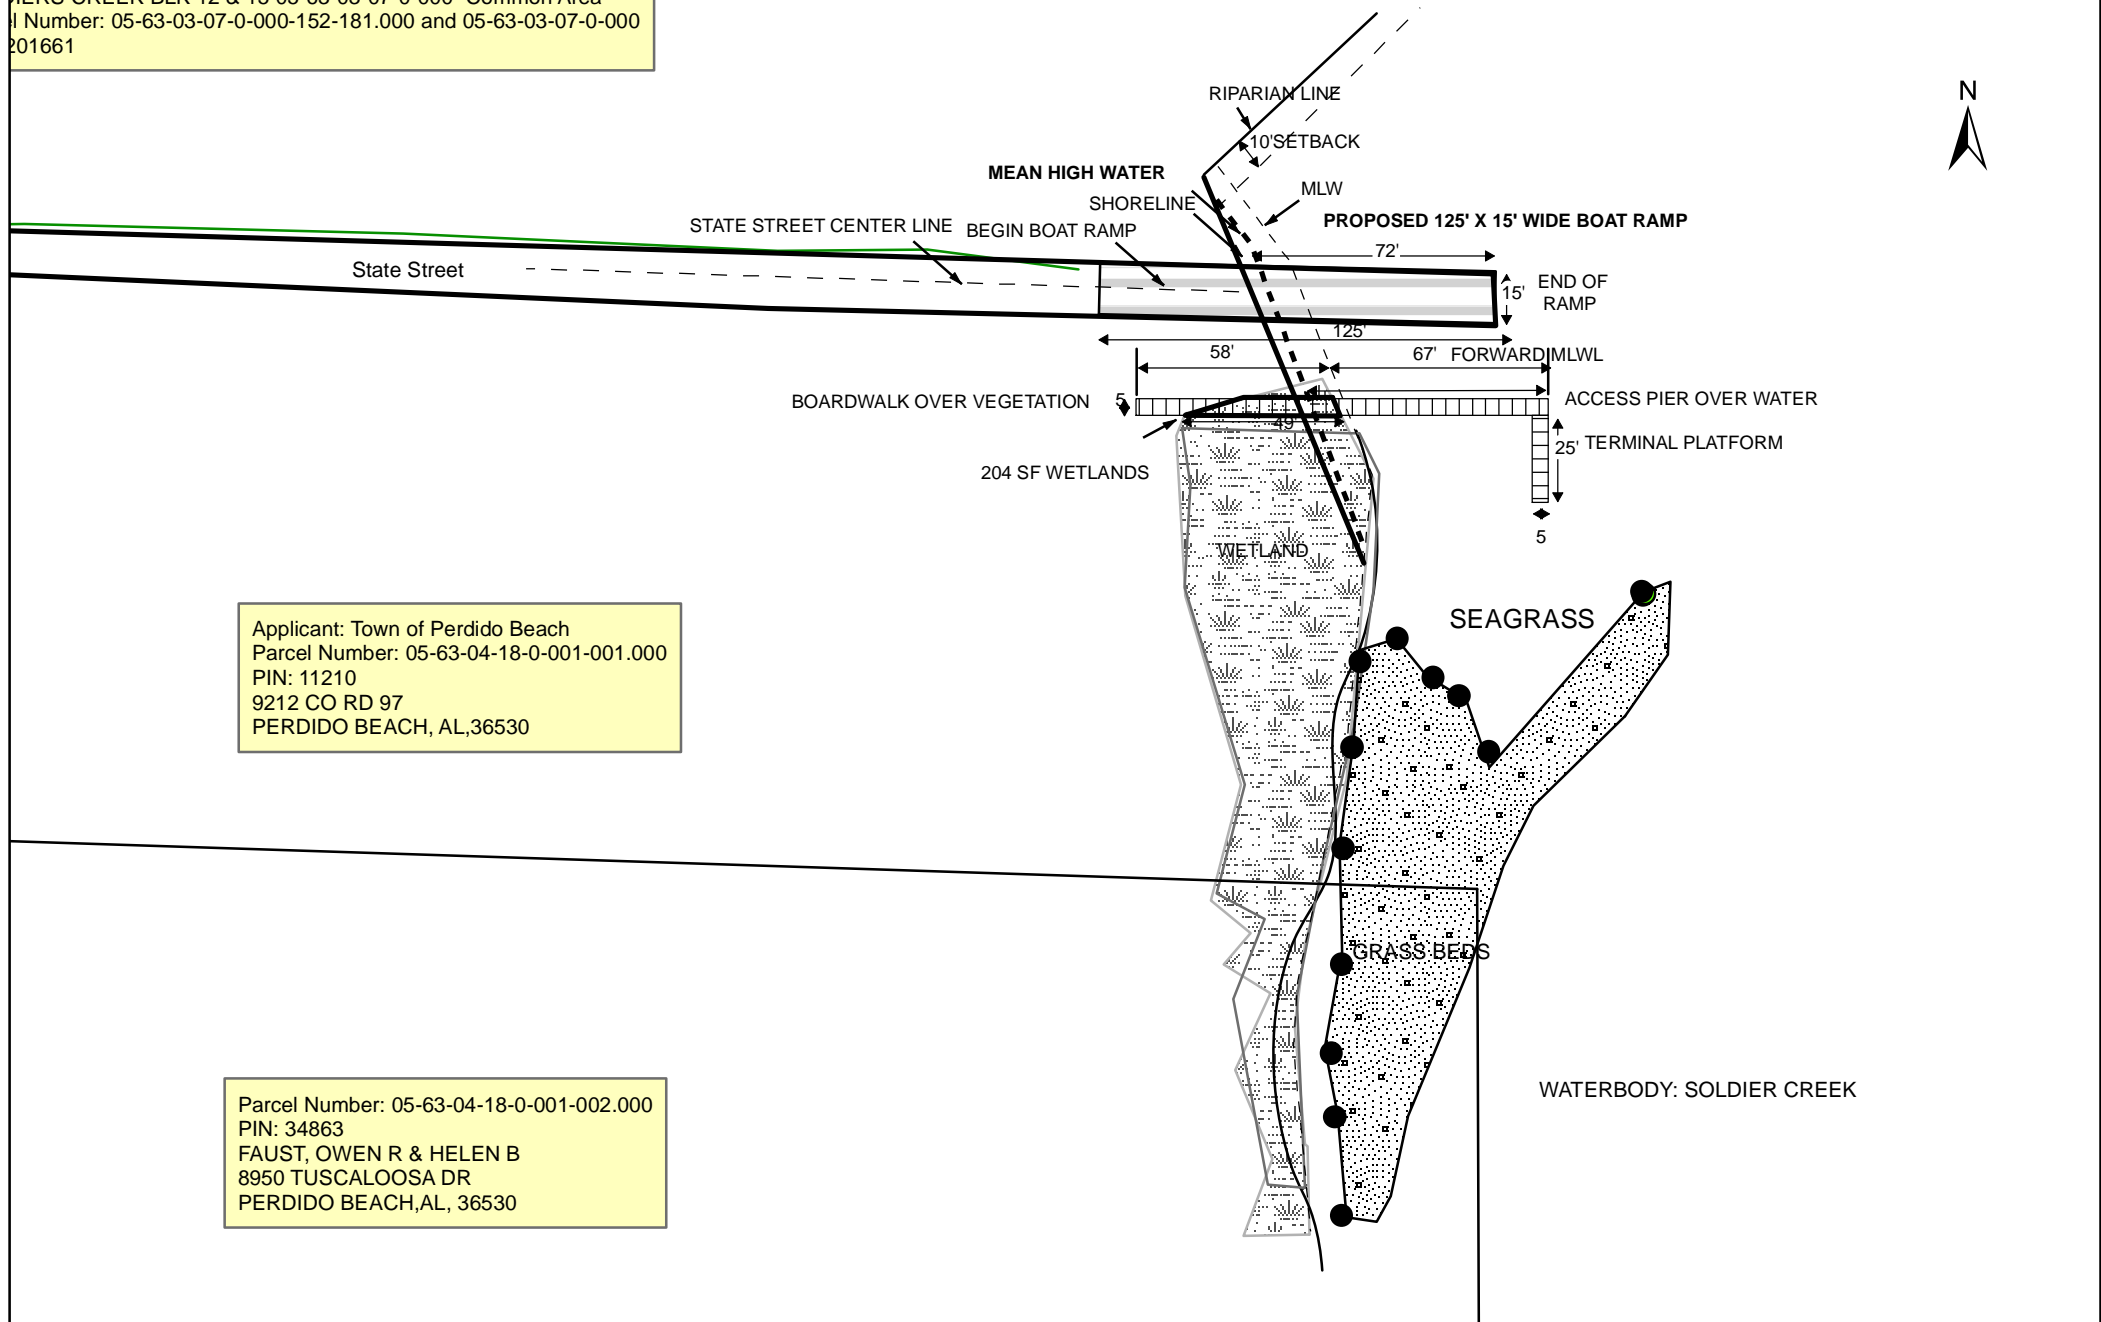 l Number: 05-63-03-07-0-000-152-181.000 and 05-63-03-07-0-000
201661
N
RIPARIAN LINE
10'SETBACK
MEAN HIGH WATER
MLW
SHORELINE
PROPOSED 125' X 15' WIDE BOAT RAMP
STATE STREET CENTER LINE
BEGIN BOAT RAMP
72'
State Street
15'
END OF
RAMP
125'
58'
67' FORWARD MLWL
BOARDWALK OVER VEGETATION
5'
ACCESS PIER OVER WATER
49'
25'
TERMINAL PLATFORM
204 SF WETLANDS
5
WETLAND
SEAGRASS
Applicant: Town of Perdido Beach
Parcel Number: 05-63-04-18-0-001-001.000
PIN: 11210
9212 CO RD 97
PERDIDO BEACH, AL,36530
GRASS BEDS
WATERBODY: SOLDIER CREEK
Parcel Number: 05-63-04-18-0-001-002.000
PIN: 34863
FAUST, OWEN R & HELEN B
8950 TUSCALOOSA DR
PERDIDO BEACH,AL, 36530